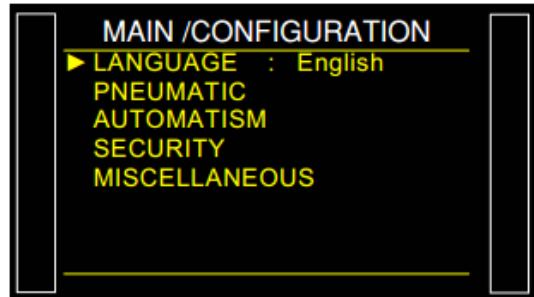 MAIN /CONFIGURATION
►LANGUAGE : English
PNEUMATIC
AUTOMATISM
SECURITY
MISCELLANEOUS